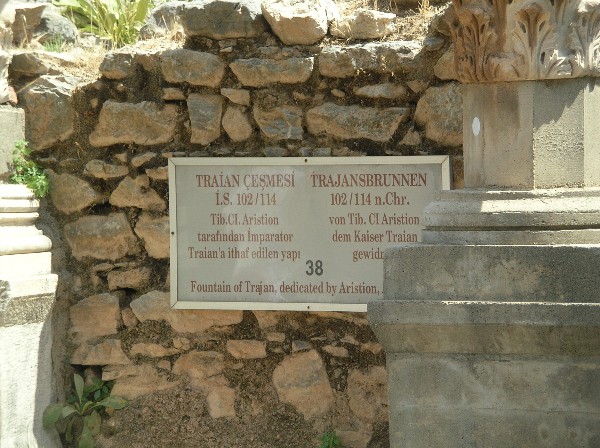 TRAİAN ÇEŞMESİ
İ.S. 102/114
Tib.Cl. Aristion
tarafından İmparator
Traian'a ithaf edilen yapı
TRAJANSBRUNNEN
102/114 n.Chr.
von Tib. Cl Aristion
dem Kaiser Traian
38
Fountain of Trajan, dedicated by Aristion,